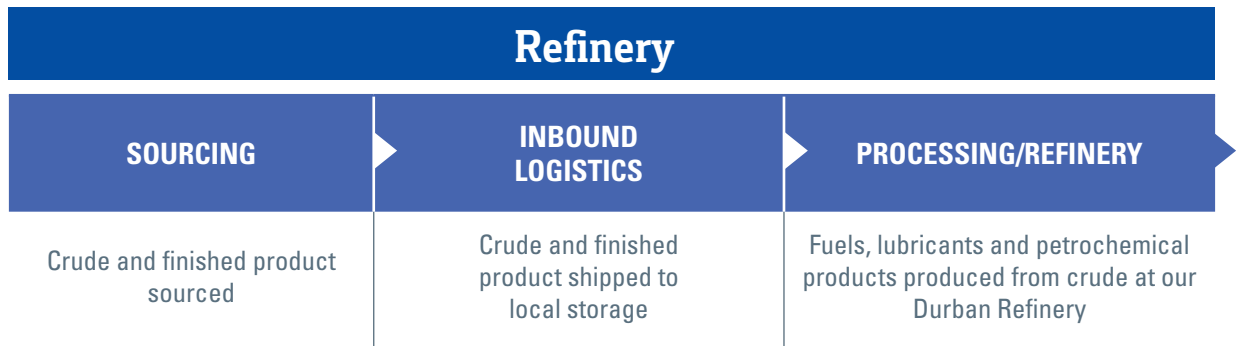 Refinery
SOURCING
INBOUND
LOGISTICS
PROCESSING/REFINERY
Crude and finished product
sourced
Crude and finished
product shipped to
local storage
Fuels, lubricants and petrochemical
products produced from crude at our
Durban Refinery